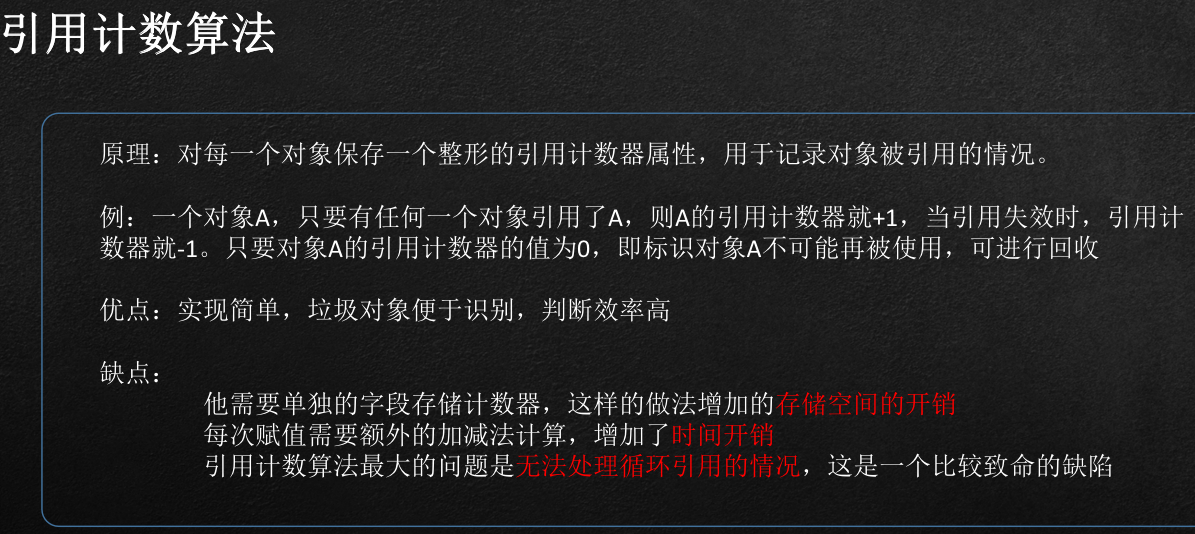 引用计数算法
原理：对每一个对象保存一个整形的引用计数器属性，用于记录对象被引用的情况。
例：一个对象A，只要有任何一个对象引用了A，则A的引用计数器就+1，当引用失效时，引用计
数器就-1。只要对象A的引用计数器的值为0，即标识对象A不可能再被使用，可进行回收
优点：实现简单，垃圾对象便于识别，判断效率高
缺点：
他需要单独的字段存储计数器，这样的做法增加的存储空间的开销
每次赋值需要额外的加减法计算，增加了时间开销
引用计数算法最大的问题是无法处理循环引用的情况，这是一个比较致命的缺陷